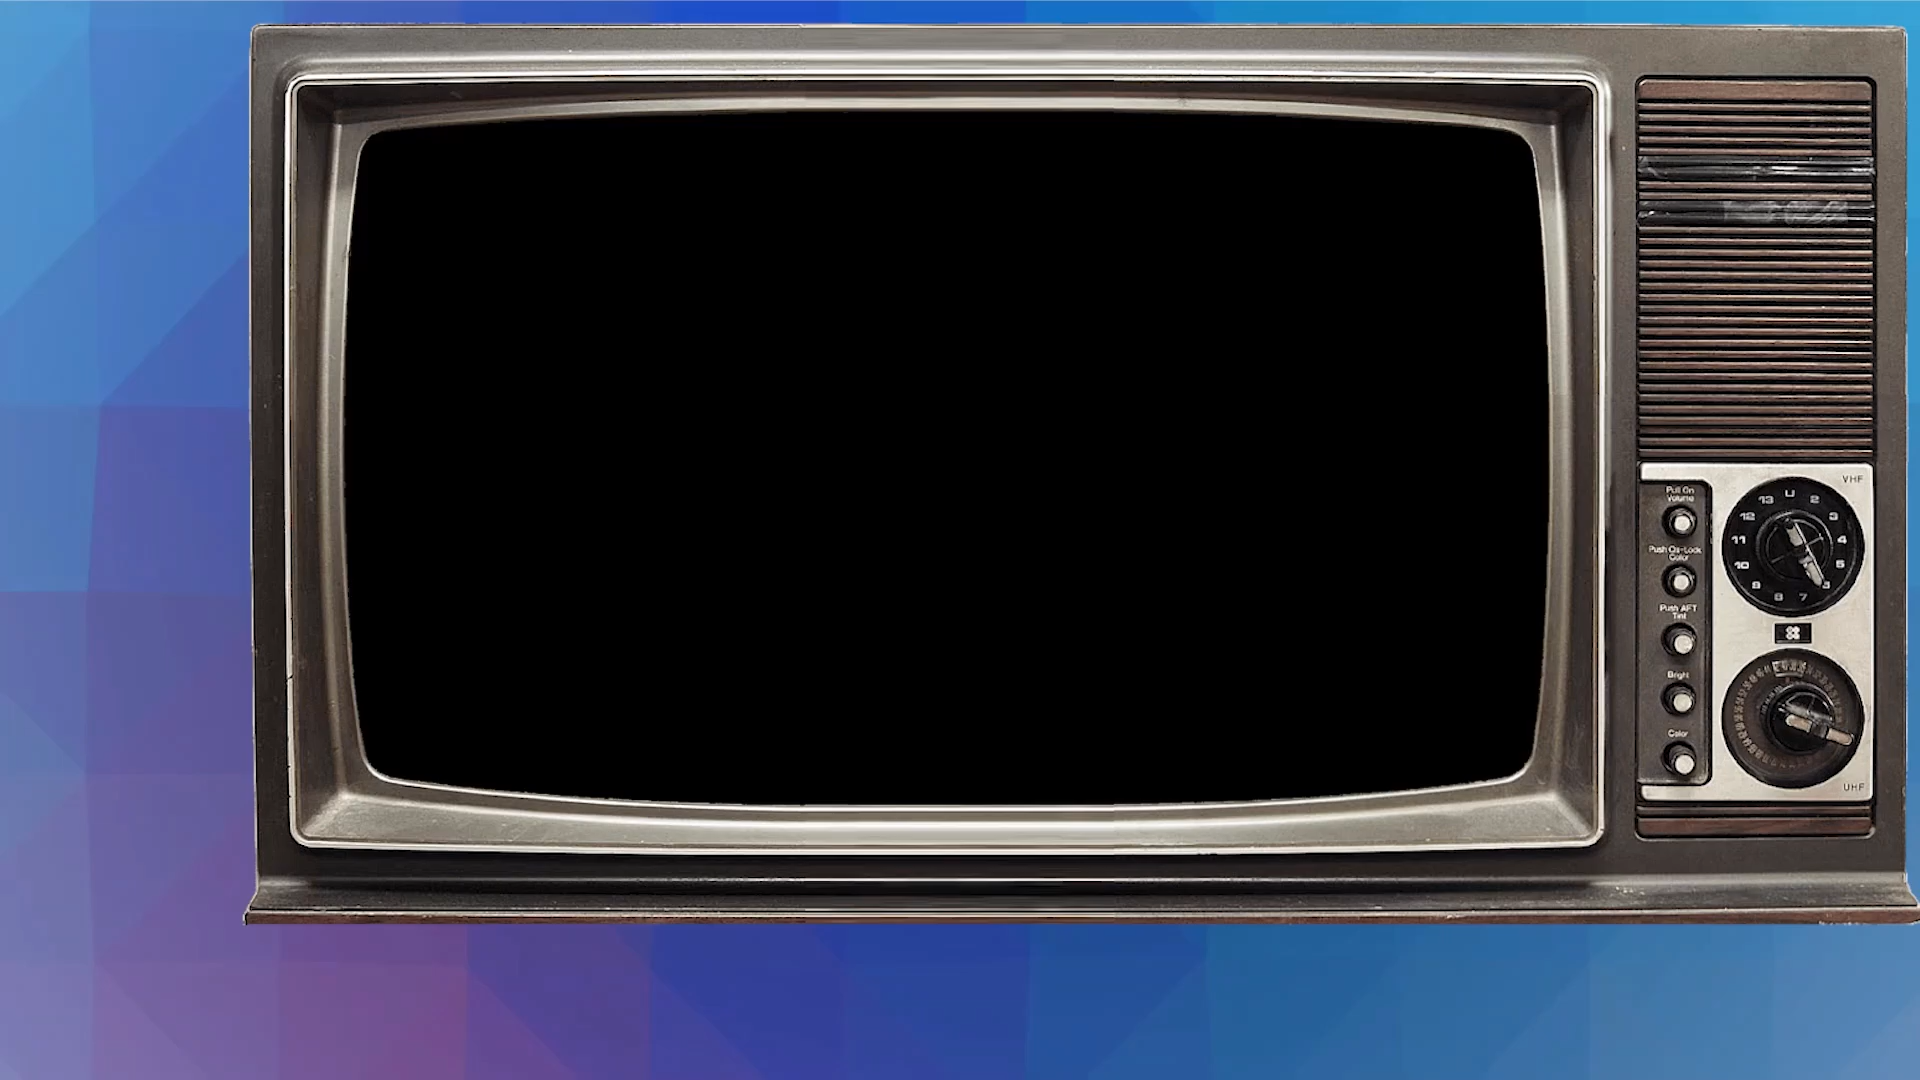 VHF
Pull On
Volume
U
2
3
4
5
7
8
9
10
11
12
13
Push On-Lock
Color
Push AFT
Tint
Bright
Color
UHF